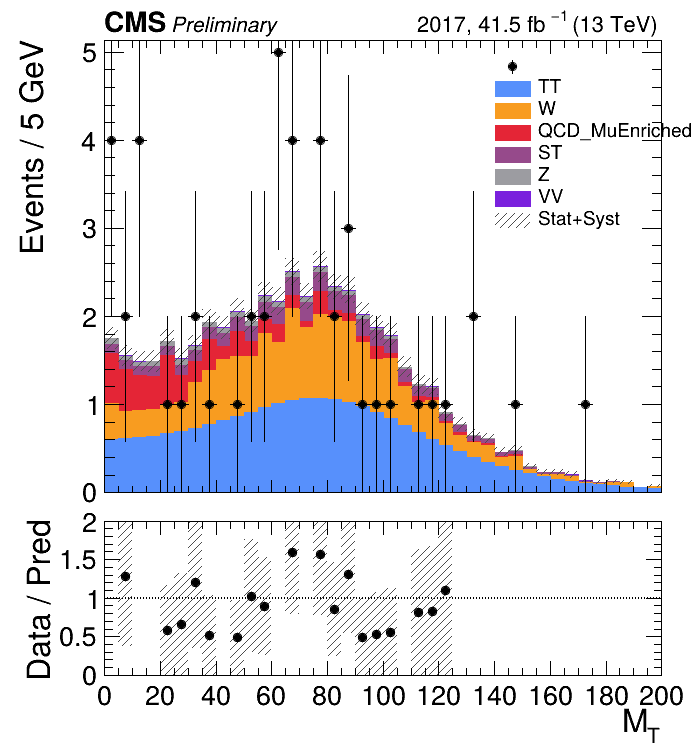 CMS Preliminary 2017, 41.5 fb⁻¹ (13 TeV)
Events / 5 GeV
5
4
3
2
1
0
TT
W
QCD_MuEnriched
ST
Z
VV
Stat+Syst
Data / Pred
2
1.5
1
0.5
0
0 20 40 60 80 100 120 140 160 180 200
M_T